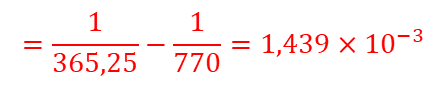 = 1/365,25 − 1/770 = 1,439 × 10⁻³